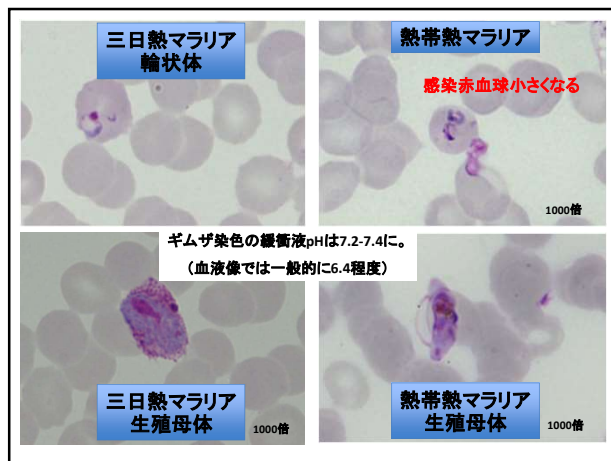 三日熱マラリア
輪状体
熱帯熱マラリア
感染赤血球小さくなる
1000倍
ギムザ染色の緩衝液pHは7.2-7.4に。
（血液像では一般的に6.4程度）
三日熱マラリア
生殖母体
1000倍
熱帯熱マラリア
生殖母体
1000倍